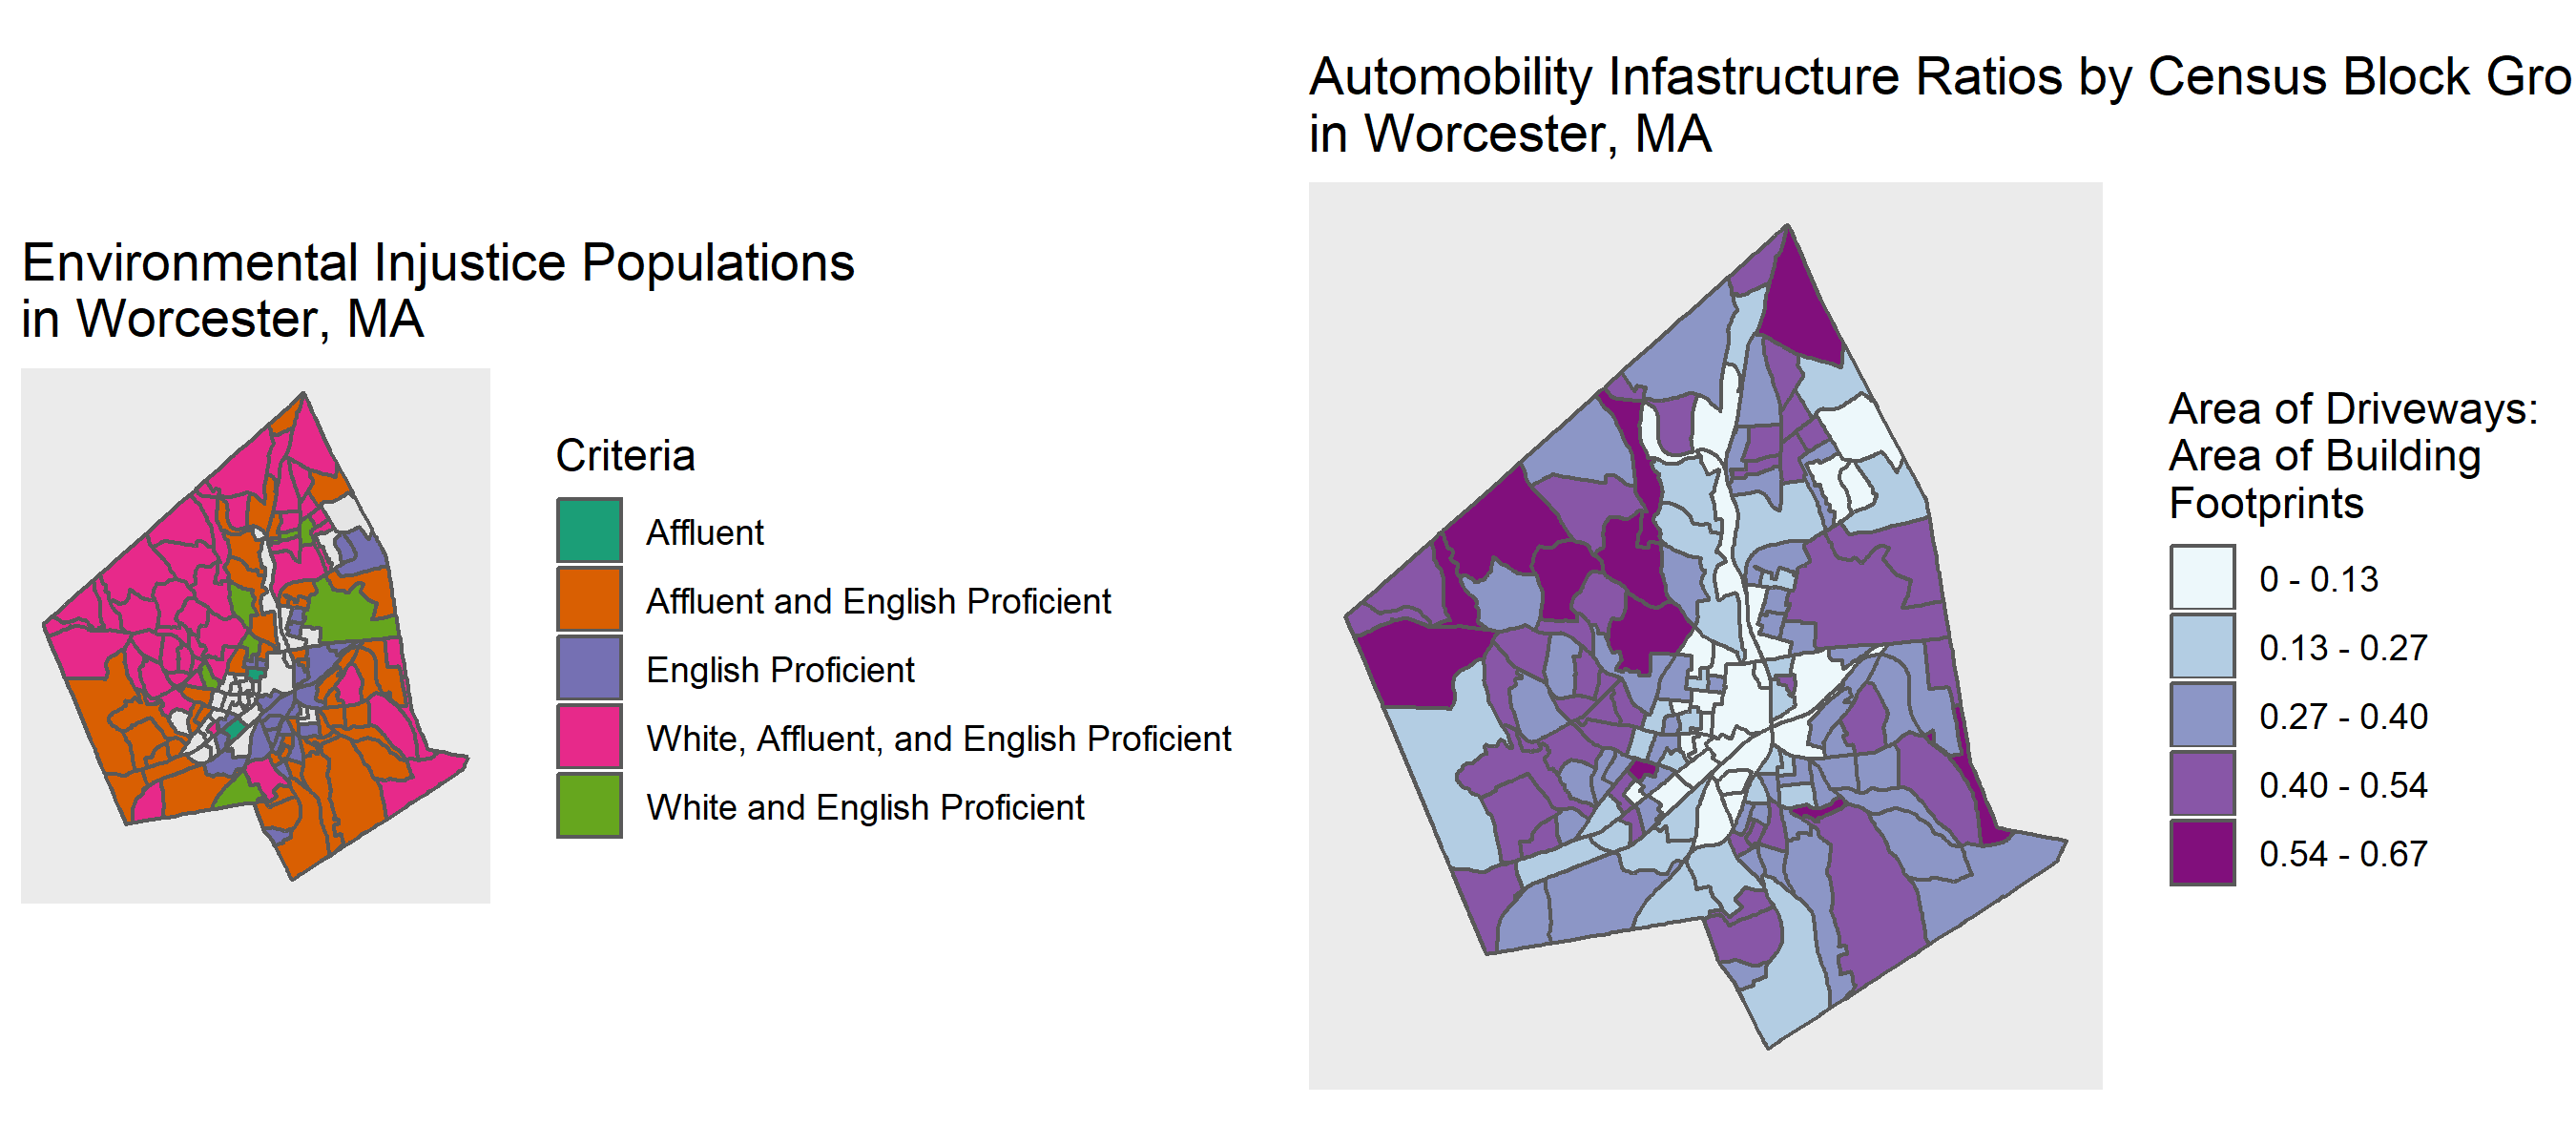 Environmental Injustice Populations
in Worcester, MA
Criteria
Affluent
Affluent and English Proficient
English Proficient
White, Affluent, and English Proficient
White and English Proficient
Automobility Infastructure Ratios by Census Block Gro
in Worcester, MA
Area of Driveways:
Area of Building
Footprints
0 - 0.13
0.13 - 0.27
0.27 - 0.40
0.40 - 0.54
0.54 - 0.67